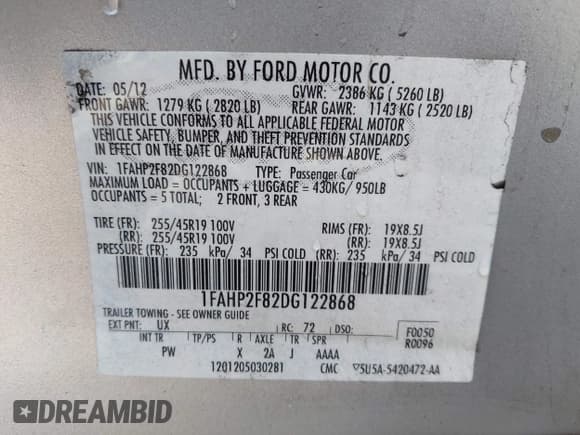 MFD. BY FORD MOTOR CO.
DATE: 05/12 GVWR: 2386 KG ( 5260 LB)
FRONT GAWR: 1279 KG ( 2820 LB) REAR GAWR: 1143 KG ( 2520 LB)
THIS VEHICLE CONFORMS TO ALL APPLICABLE FEDERAL MOTOR
VEHICLE SAFETY, BUMPER, AND THEFT PREVENTION STANDARDS
IN EFFECT ON THE DATE OF MANUFACTURE SHOWN ABOVE.
VIN: 1FAHP2F82DG122868 TYPE: Passenger Car
MAXIMUM LOAD = OCCUPANTS + LUGGAGE = 430KG/ 950LB
OCCUPANTS = 5 TOTAL; 2 FRONT, 3 REAR
TIRE (FR): 255/45R19 100V RIMS (FR): 19X8.5J
(RR): 255/45R19 100V (RR): 19X8.5J
PRESSURE (FR): 235 kPa/ 34 PSI COLD (RR): 235 kPa/ 34 PSI COLD
1FAHP2F82DG122868
TRAILER TOWING - SEE OWNER GUIDE
EXT PNT: UX RC: 72 DSO: F0050
INT TR TP/PS R AXLE TR SPR R0096
PW X 2A J AAAA
1201205030281 CMC 5U5A-5420472-AA
DREAMBID